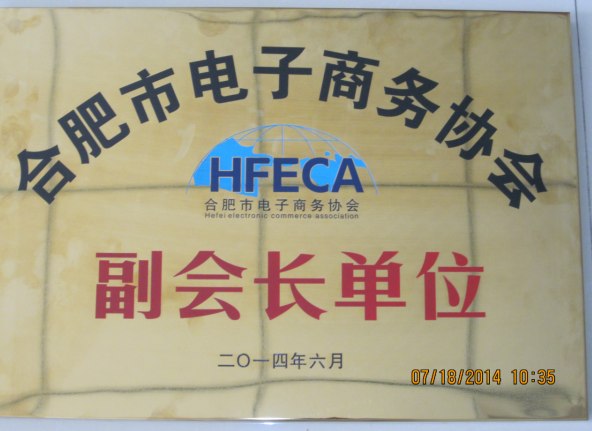 合肥市电子商务协会
HFECA
合肥市电子商务协会
Hefei electronic commerce association
副会长单位
二〇一四年六月
07/18/2014 10:35